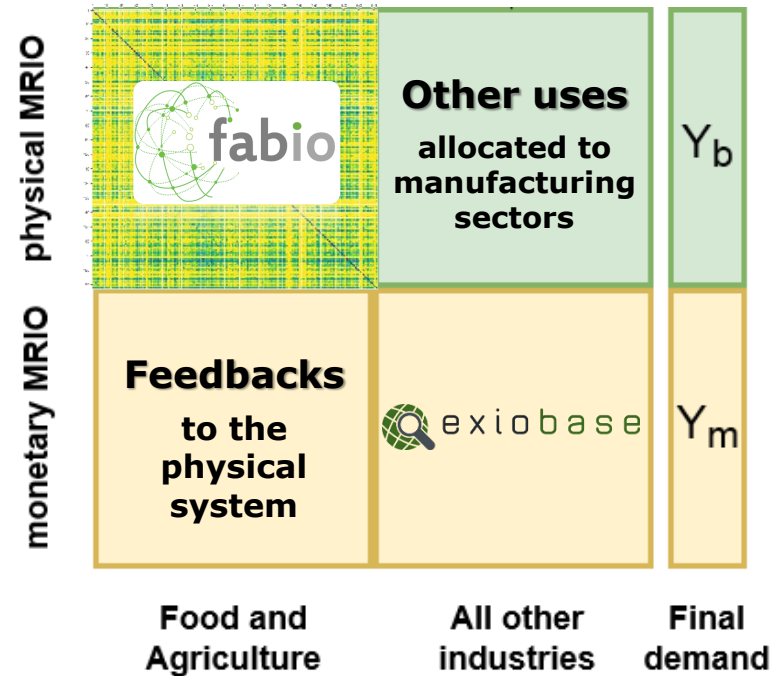 physical MRIO
fabio
Other uses
allocated to
manufacturing
sectors
Yb
monetary MRIO
Feedbacks
to the
physical
system
exiobase
Ym
Food and
Agriculture
All other
industries
Final
demand